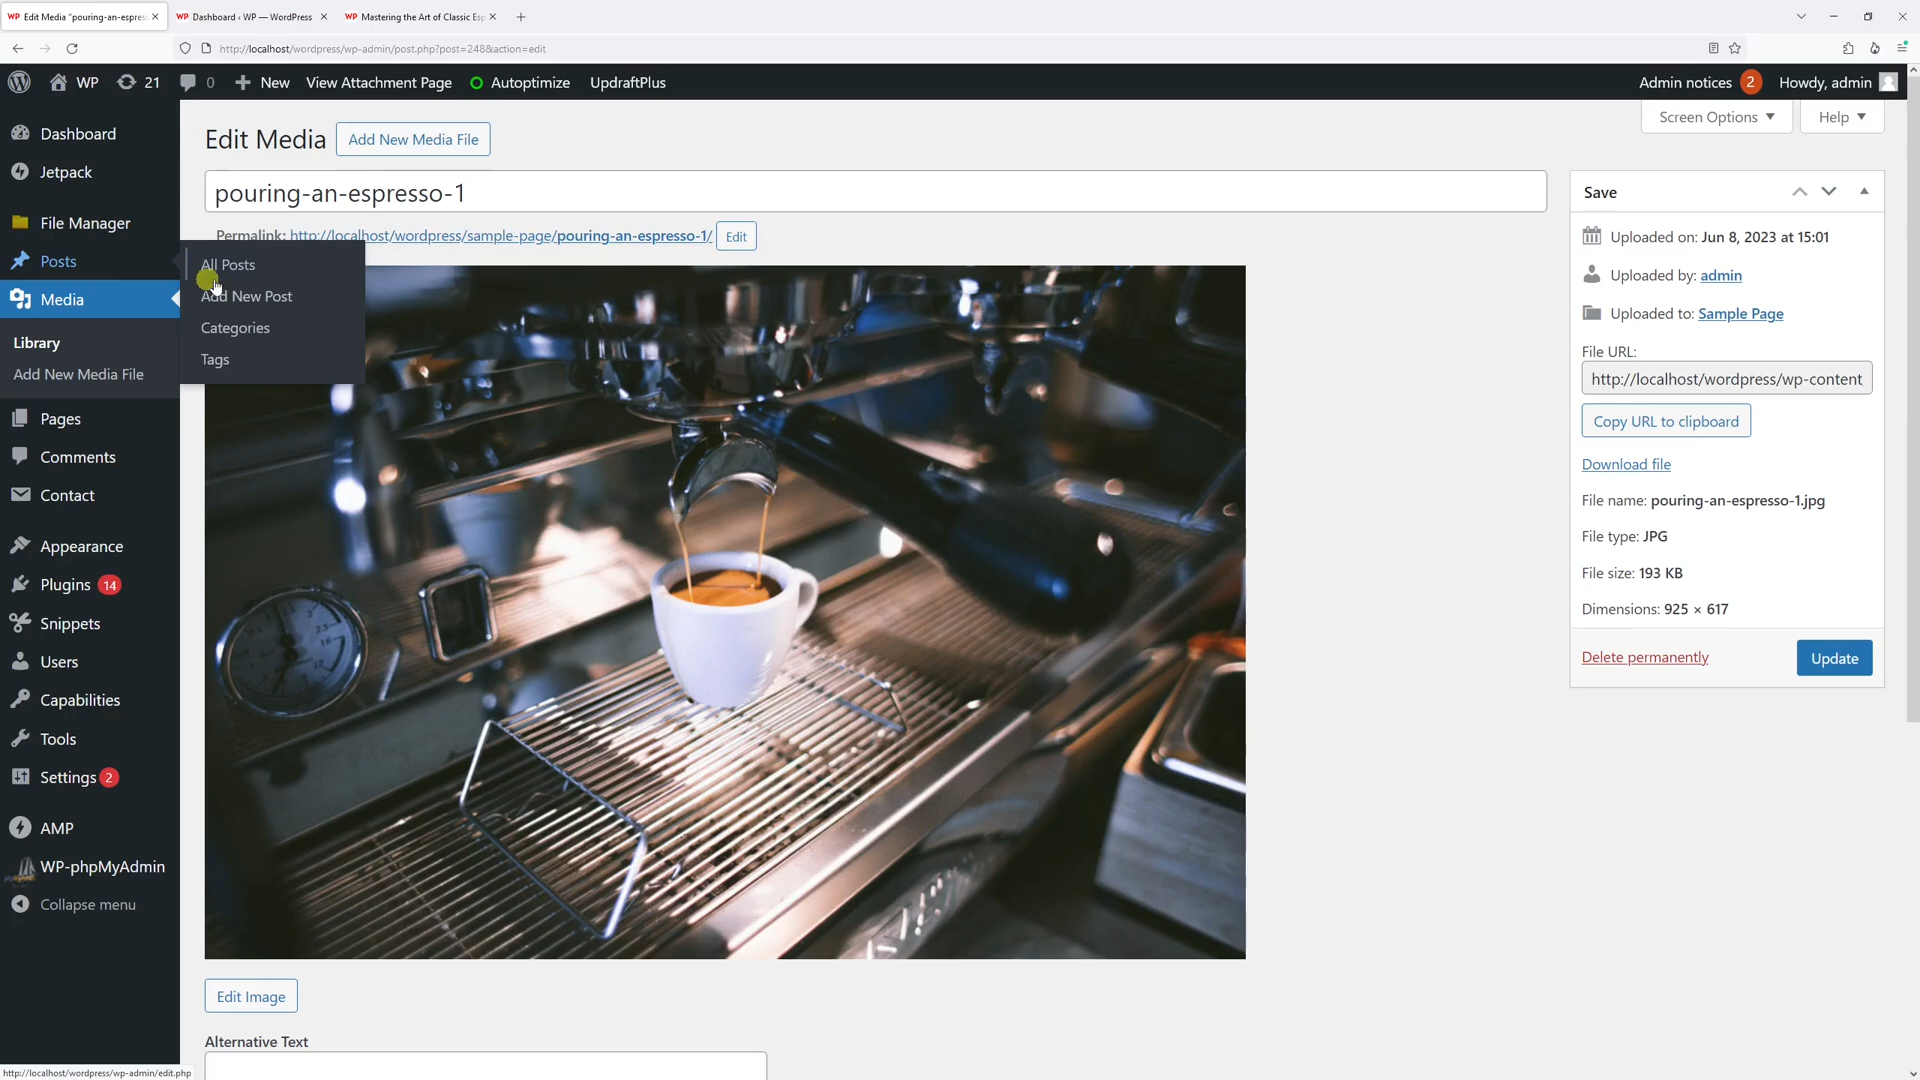 Edit Media "pouring-an-espres
Dashboard ‹ WP — WordPress
Mastering the Art of Classic Esp
http://localhost/wordpress/wp-admin/post.php?post=248&action=edit
WP
21
0
New
View Attachment Page
Autoptimize
UpdraftPlus
Admin notices 2
Howdy, admin
Screen Options
Help
Dashboard
Jetpack
File Manager
Posts
Media
Library
Add New Media File
Pages
Comments
Contact
Appearance
Plugins 14
Snippets
Users
Capabilities
Tools
Settings 2
AMP
WP-phpMyAdmin
Collapse menu
All Posts
Add New Post
Categories
Tags
Edit Media
Add New Media File
pouring-an-espresso-1
Permalink: http://localhost/wordpress/sample-page/pouring-an-espresso-1/ Edit
Edit Image
Alternative Text
Save
Uploaded on: Jun 8, 2023 at 15:01
Uploaded by: admin
Uploaded to: Sample Page
File URL:
http://localhost/wordpress/wp-content
Copy URL to clipboard
Download file
File name: pouring-an-espresso-1.jpg
File type: JPG
File size: 193 KB
Dimensions: 925 × 617
Delete permanently
Update
http://localhost/wordpress/wp-admin/edit.php